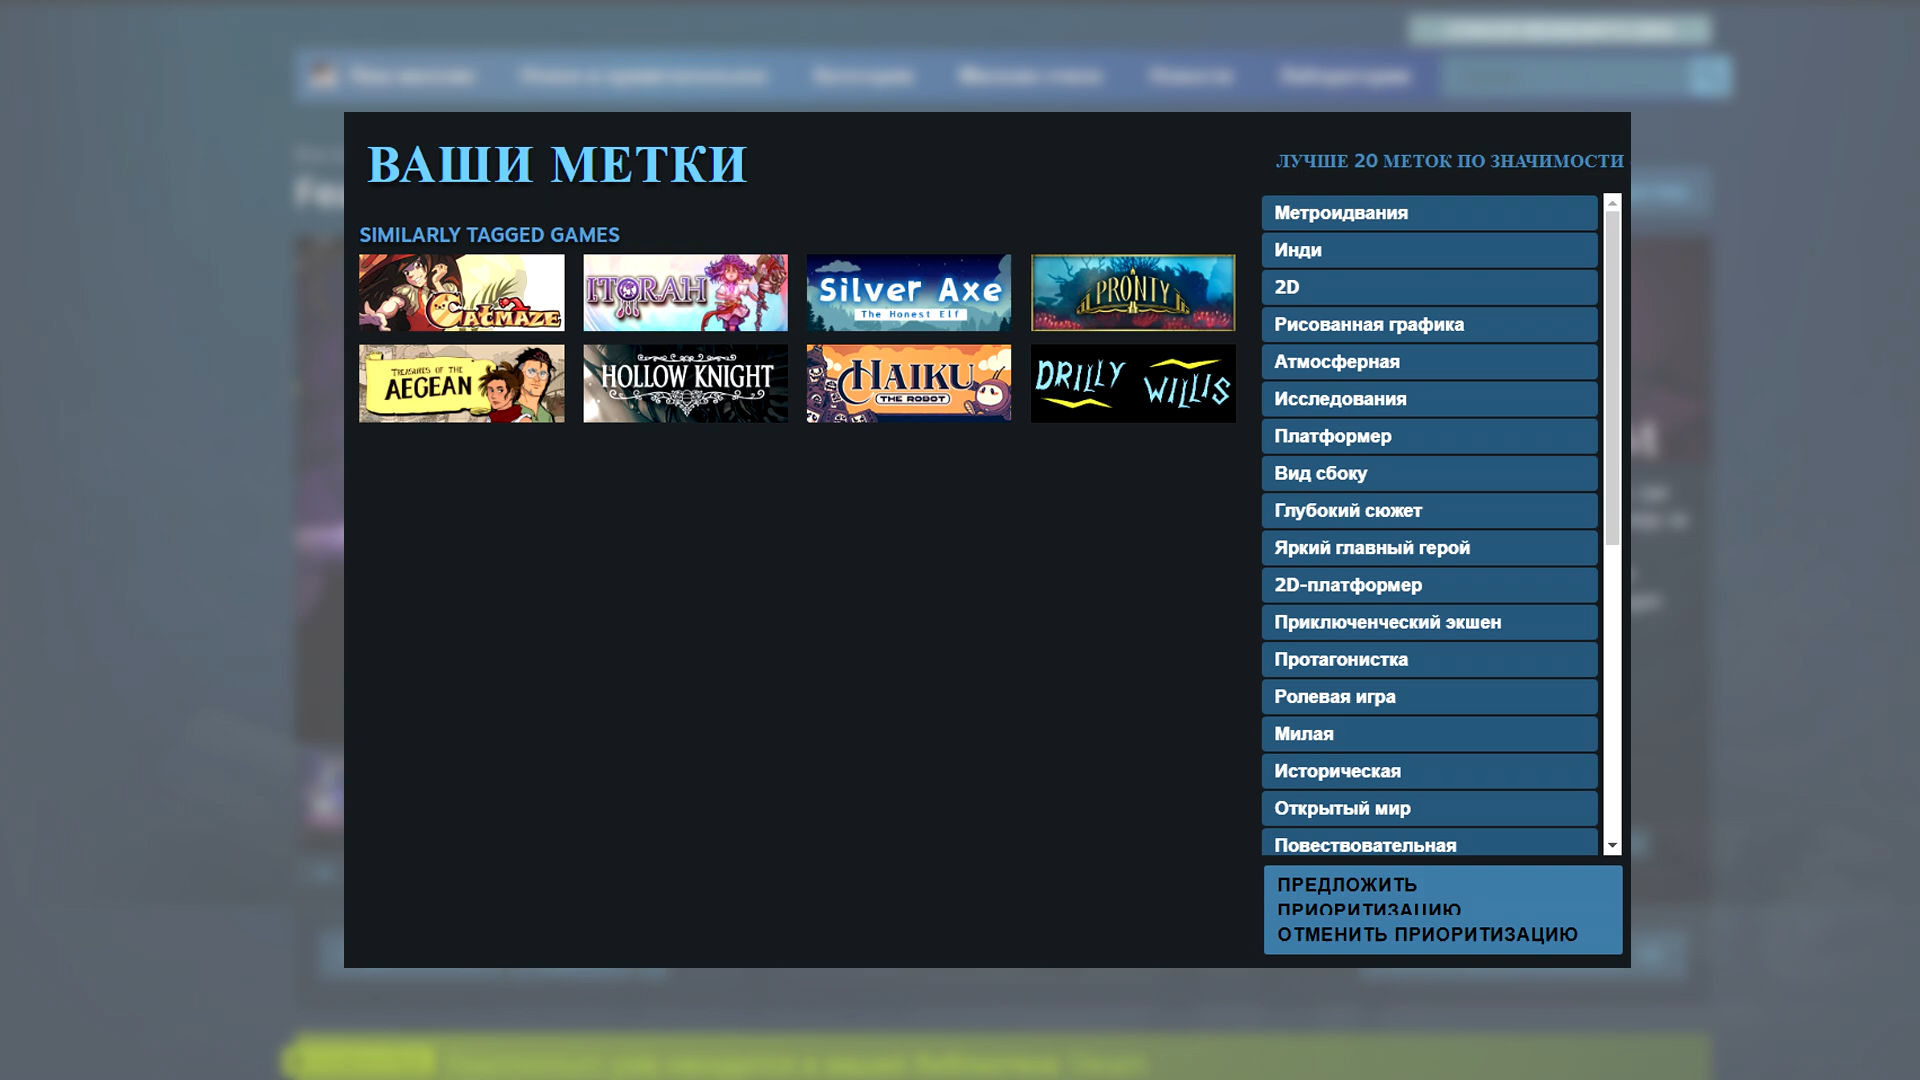 ВАШИ МЕТКИ
ЛУЧШЕ 20 МЕТОК ПО ЗНАЧИМОСТИ
SIMILARLY TAGGED GAMES
CATMAZE
ITORAH
Silver Axe
The Honest Elf
PRONTY
TREASURES OF THE
AEGEAN
HOLLOW KNIGHT
HAIKU
THE ROBOT
DRILLY
WILLIS
Метроидвания
Инди
2D
Рисованная графика
Атмосферная
Исследования
Платформер
Вид сбоку
Глубокий сюжет
Яркий главный герой
2D-платформер
Приключенческий экшен
Протагонистка
Ролевая игра
Милая
Историческая
Открытый мир
Повествовательная
ПРЕДЛОЖИТЬ
ПРИОРИТИЗАЦИЮ
ОТМЕНИТЬ ПРИОРИТИЗАЦИЮ